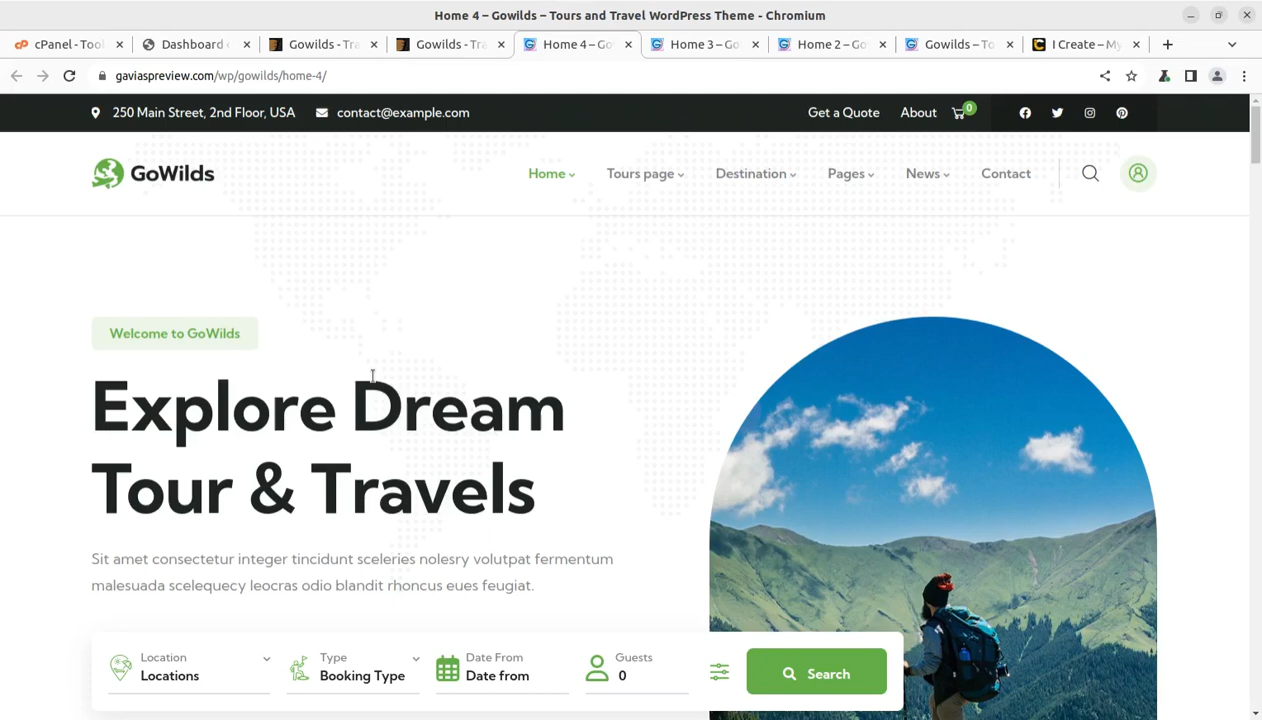 Home 4 – Gowilds – Tours and Travel WordPress Theme - Chromium
cPanel - Tool
Dashboard
Gowilds - Tra
Gowilds - Tra
Home 4 – Go
Home 3 – Go
Home 2 – Go
Gowilds – To
I Create – My
gaviaspreview.com/wp/gowilds/home-4/
250 Main Street, 2nd Floor, USA
contact@example.com
Get a Quote
About
0
GoWilds
Home
Tours page
Destination
Pages
News
Contact
Welcome to GoWilds
Explore Dream
Tour & Travels
Sit amet consectetur integer tincidunt sceleries nolesry volutpat fermentum
malesuada scelequecy leocras odio blandit rhoncus eues feugiat.
Location
Locations
Type
Booking Type
Date From
Date from
Guests
0
Search